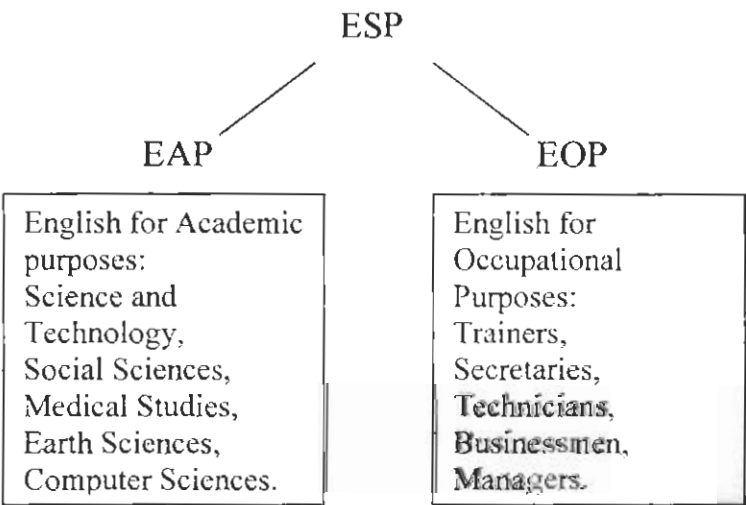 ESP
EAP
EOP
English for Academic
purposes:
Science and
Technology,
Social Sciences,
Medical Studies,
Earth Sciences,
Computer Sciences.
English for
Occupational
Purposes:
Trainers,
Secretaries,
Technicians,
Businessmen,
Managers.